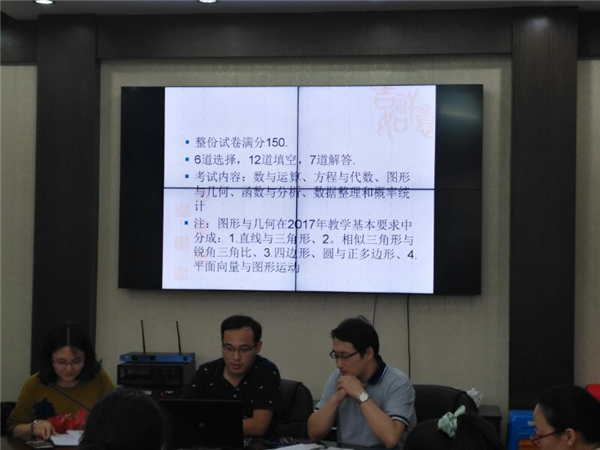 吉祥
如意
整份试卷满分150.
6道选择，12道填空，7道解答.
考试内容：数与运算、方程与代数、图形
与几何、函数与分析、数据整理和概率统
计
注：图形与几何在2017年教学基本要求中
分成：1.直线与三角形、2。相似三角形与
锐角三角比、3.四边形、圆与正多边形、4.
平面向量与图形运动